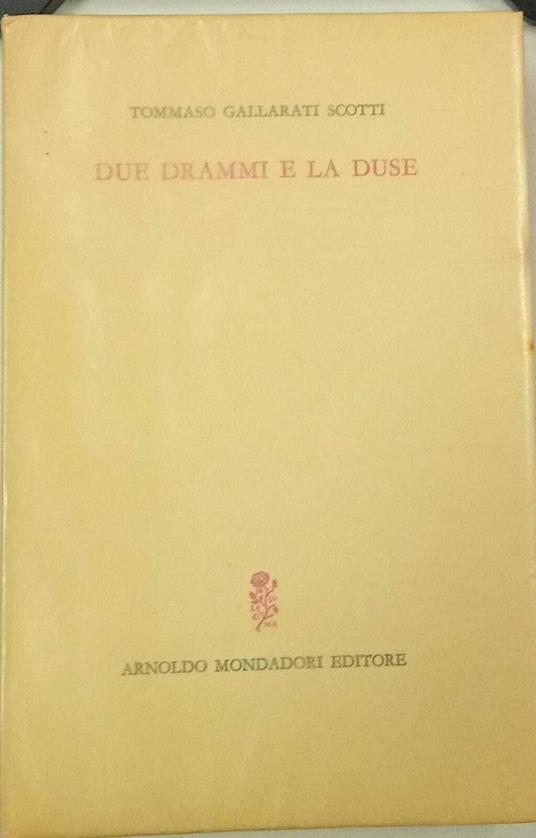 TOMMASO GALLARATI SCOTTI
DUE DRAMMI E LA DUSE
ARNOLDO MONDADORI EDITORE